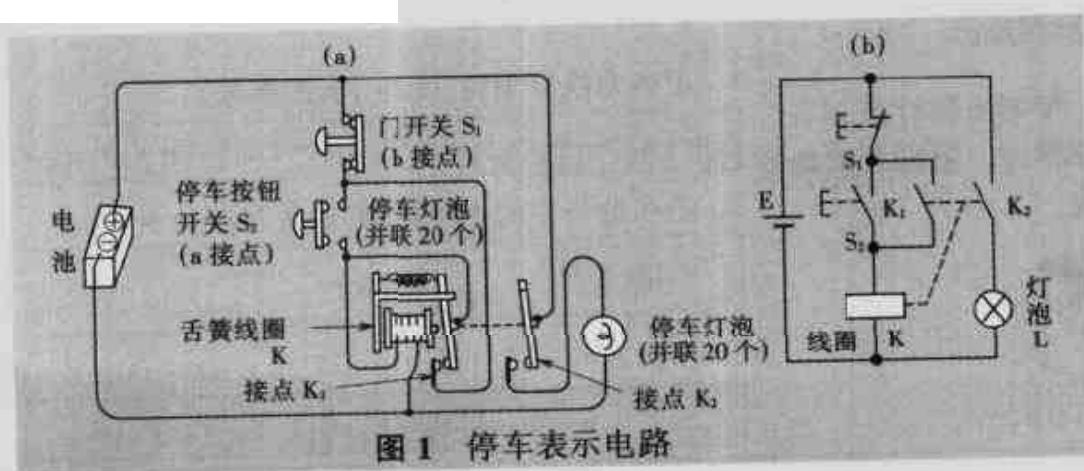 (a)
门开关 S₁
(b 接点)
停车按钮
开关 S₂
(a 接点)
停车灯泡
(并联 20 个)
电
池
舌簧线圈
K
接点 K₁
停车灯泡
(并联 20 个)
接点 K₂
(b)
S₁
E
K₁
K₂
S₂
线圈
K
灯
泡
L
图 1 停车表示电路